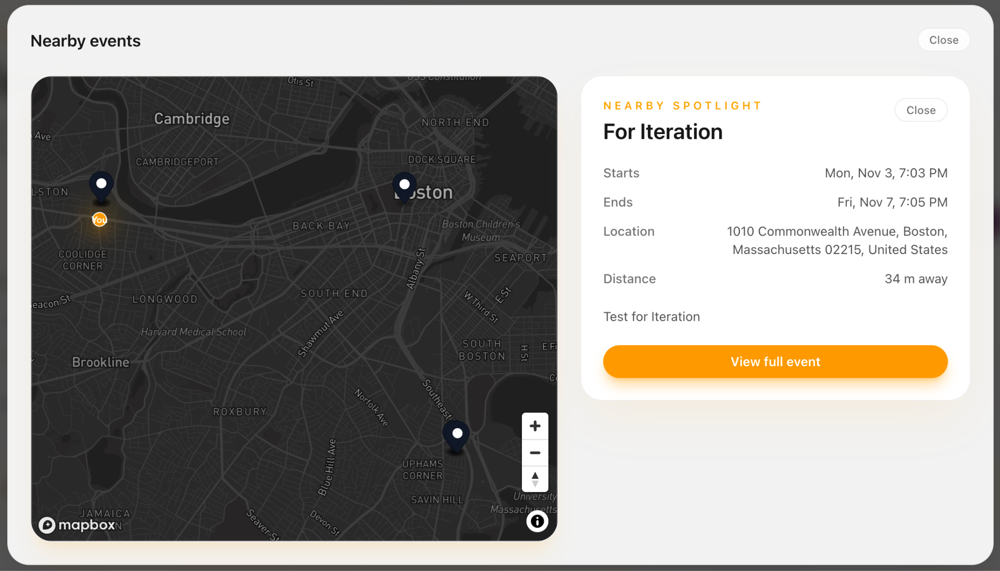 Nearby events
Close
Otis St
USS Constitution
Cambridge
NORTH END
Ave
DOCK SQUARE
CAMBRIDGEPORT
LSTON
You
BACK BAY
Boston Children's
Museum
COOLIDGE
CORNER
SEAPORT
Albany St
eacon St
LONGWOOD
SOUTH END
W Third St
E St
Harvard Medical School
Shawmut Ave
SOUTH
BOSTON
H St
E Fi
Brookline
Southeast
Norfolk Ave
ROXBURY
Blue Hill Ave
UPHAMS
CORNER
SAVIN HILL
University
Massachusetts
JAMAICA
mapbox
Seaver St
Devon St
NEARBY SPOTLIGHT
Close
For Iteration
Starts Mon, Nov 3, 7:03 PM
Ends Fri, Nov 7, 7:05 PM
Location 1010 Commonwealth Avenue, Boston,
Massachusetts 02215, United States
Distance 34 m away
Test for Iteration
View full event